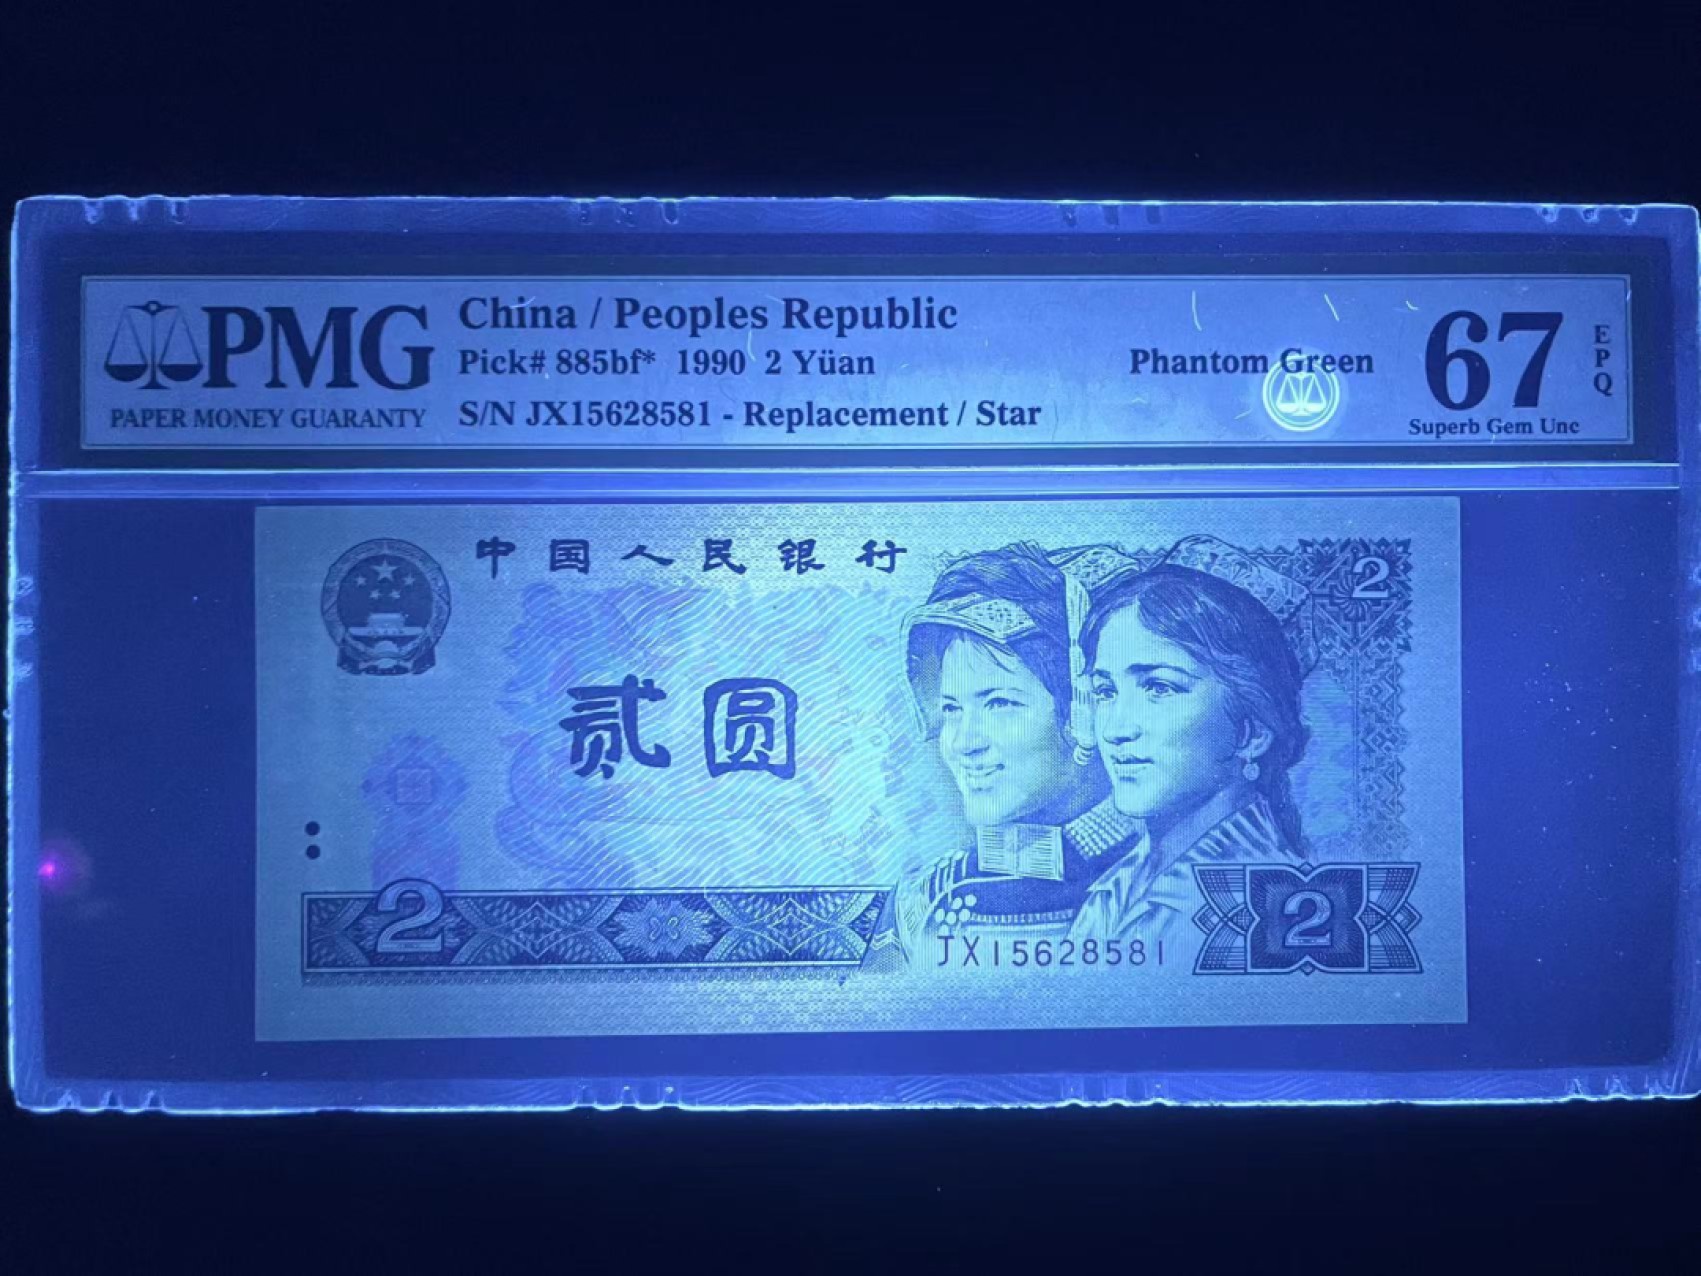 PMG
PAPER MONEY GUARANTY
China / Peoples Republic
Pick# 885bf* 1990 2 Yüan
S/N JX15628581 - Replacement / Star
Phantom Green
67
EPQ
Superb Gem Unc
中国人民银行
2
贰圆
2
JX15628581
2